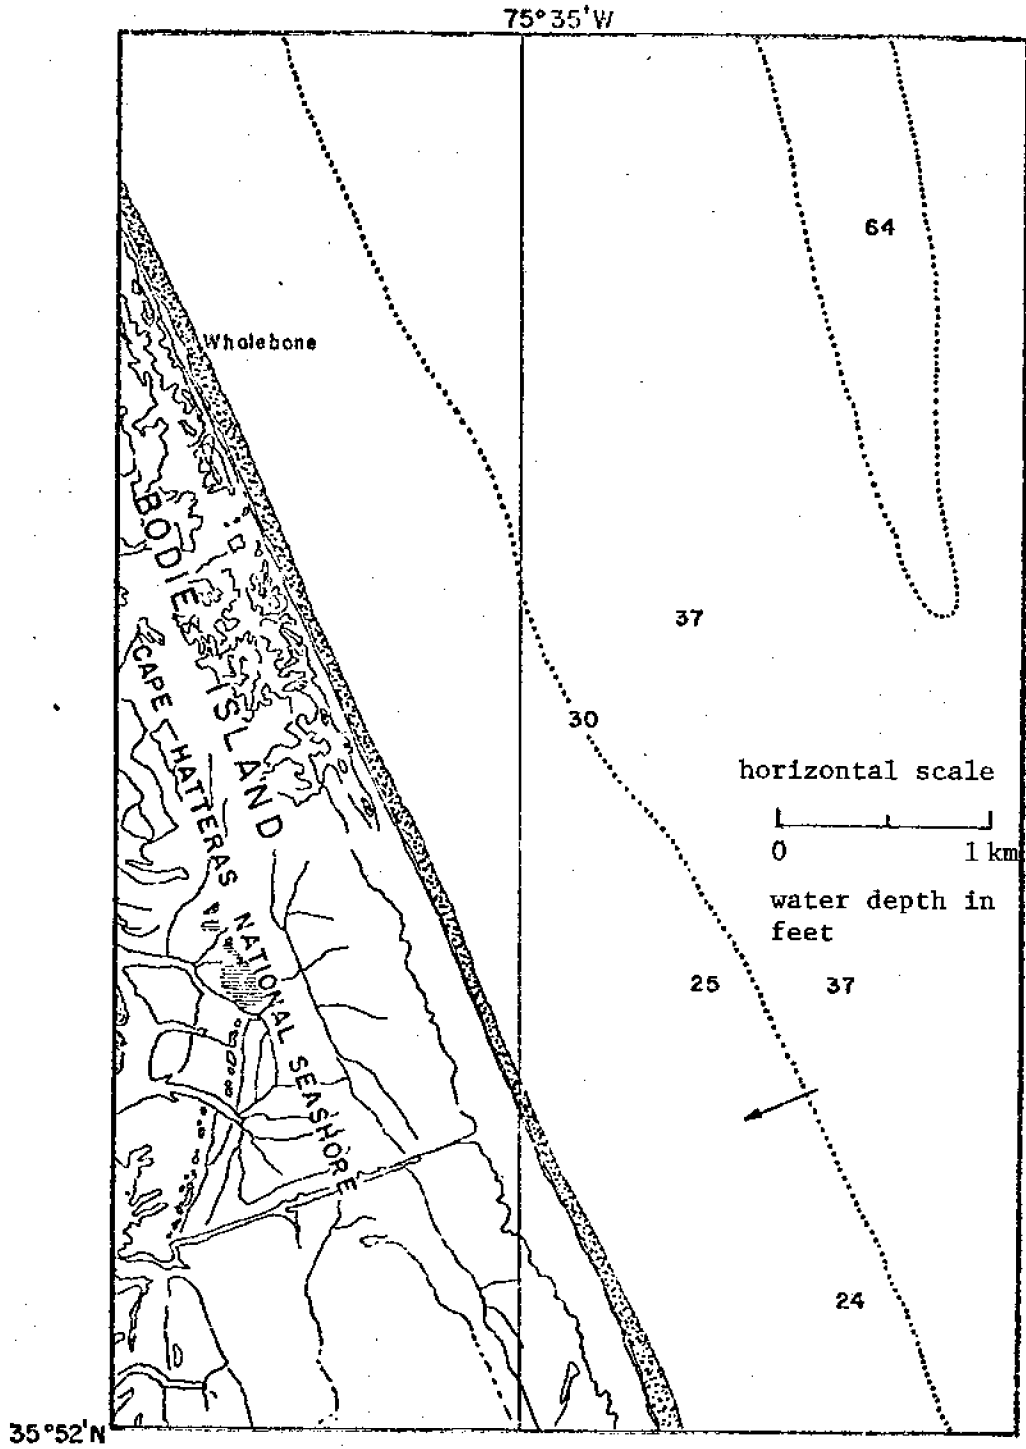 75°35'W
64
Whalebone
BODIE ISLAND
CAPE HATTERAS NATIONAL SEASHORE
37
30
horizontal scale
0 1 km
water depth in
feet
25 37
24
35°52'N